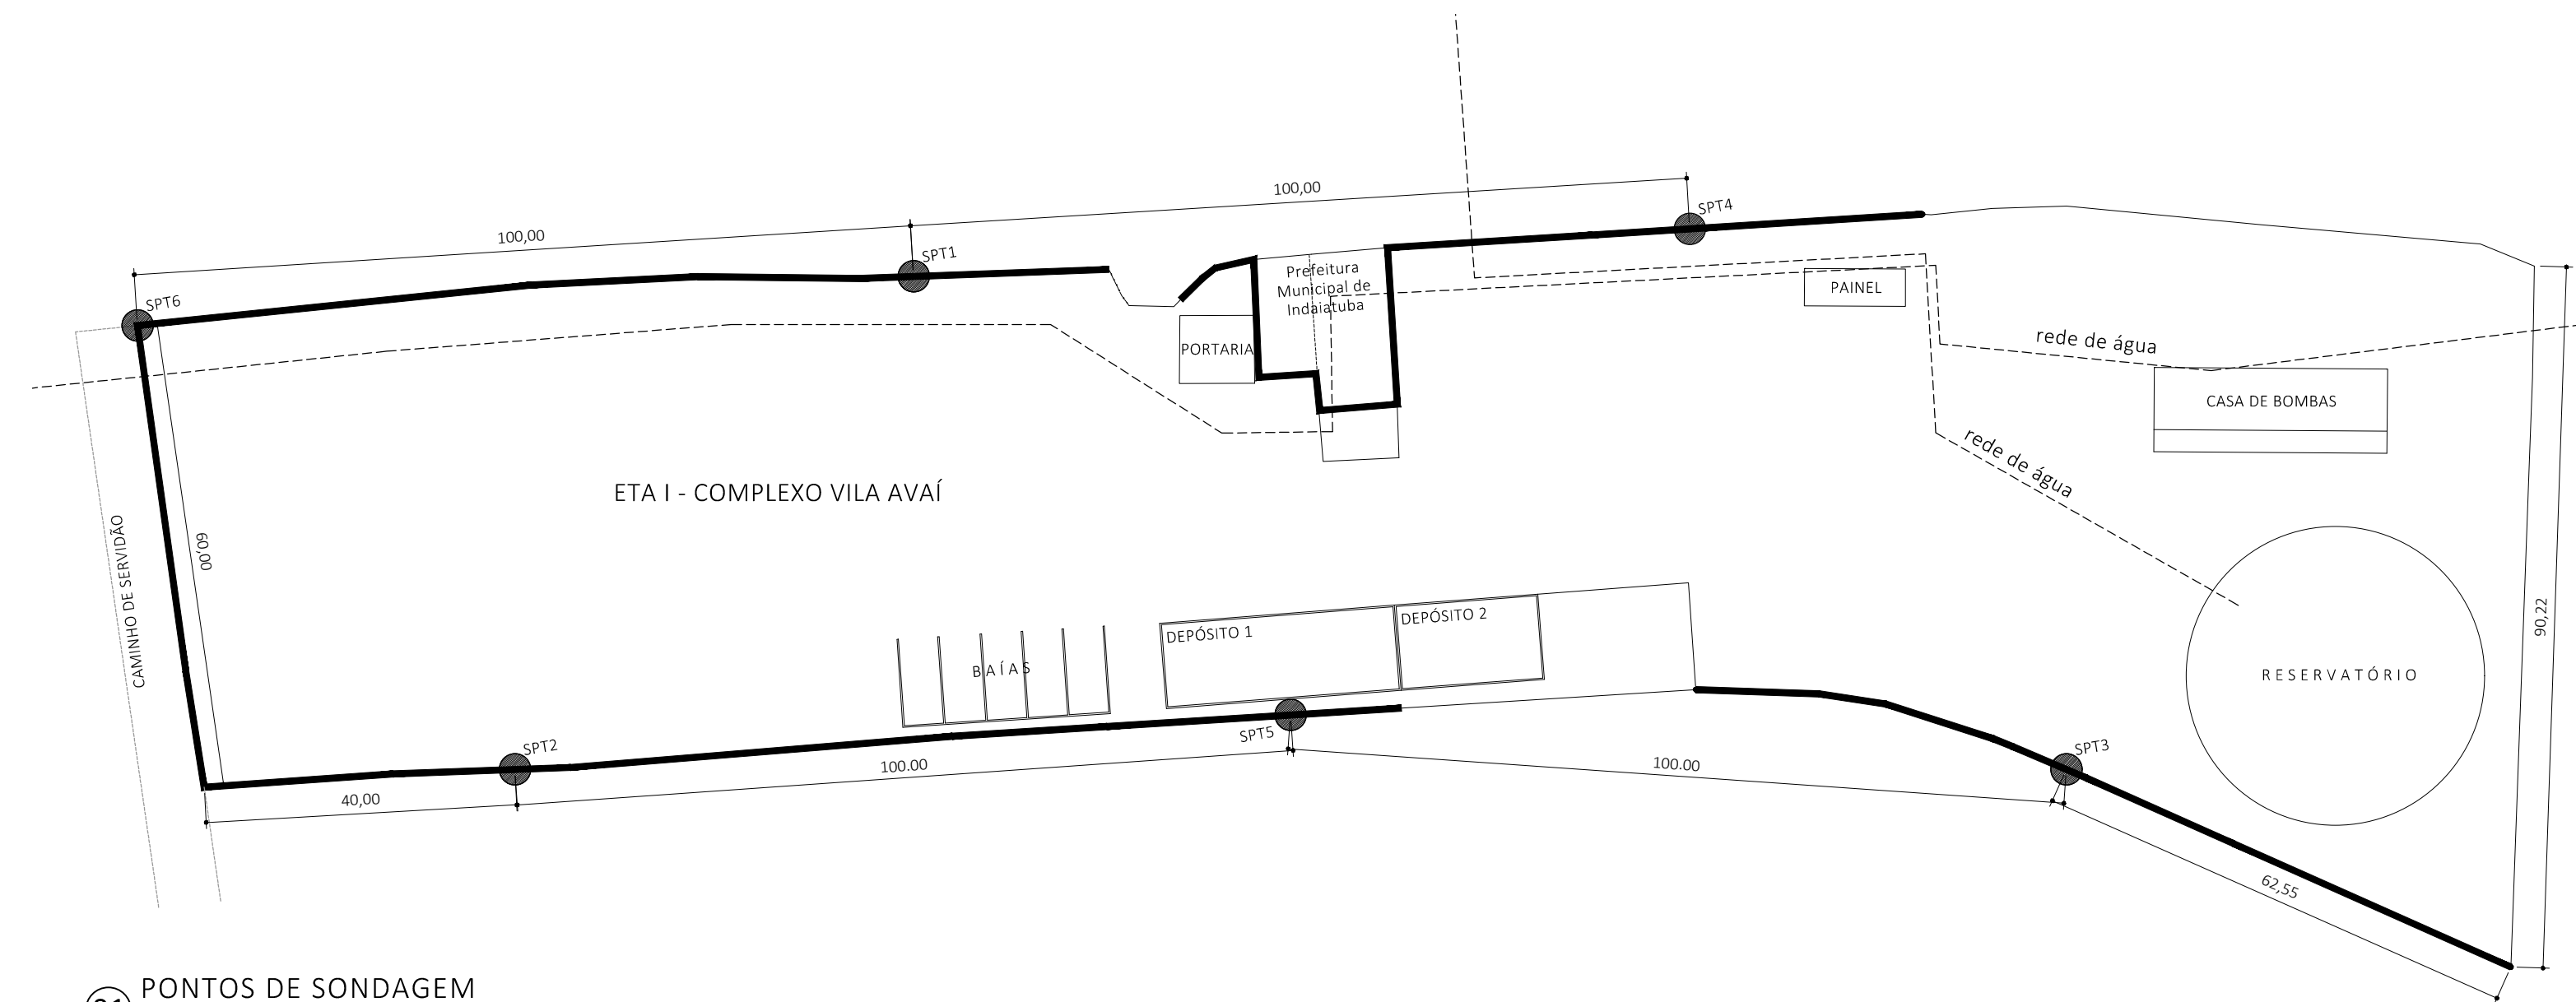 100,00
SPT4
100,00
SPT1
SPT6
Prefeitura
Municipal de
Indaiatuba
PAINEL
PORTARIA
rede de água
CASA DE BOMBAS
rede de água
ETA I - COMPLEXO VILA AVAÍ
60,00
CAMINHO DE SERVIDÃO
90,22
DEPÓSITO 1
DEPÓSITO 2
BAÍAS
RESERVATÓRIO
SPT5
SPT2
SPT3
100.00
100.00
40,00
62,55
PONTOS DE SONDAGEM